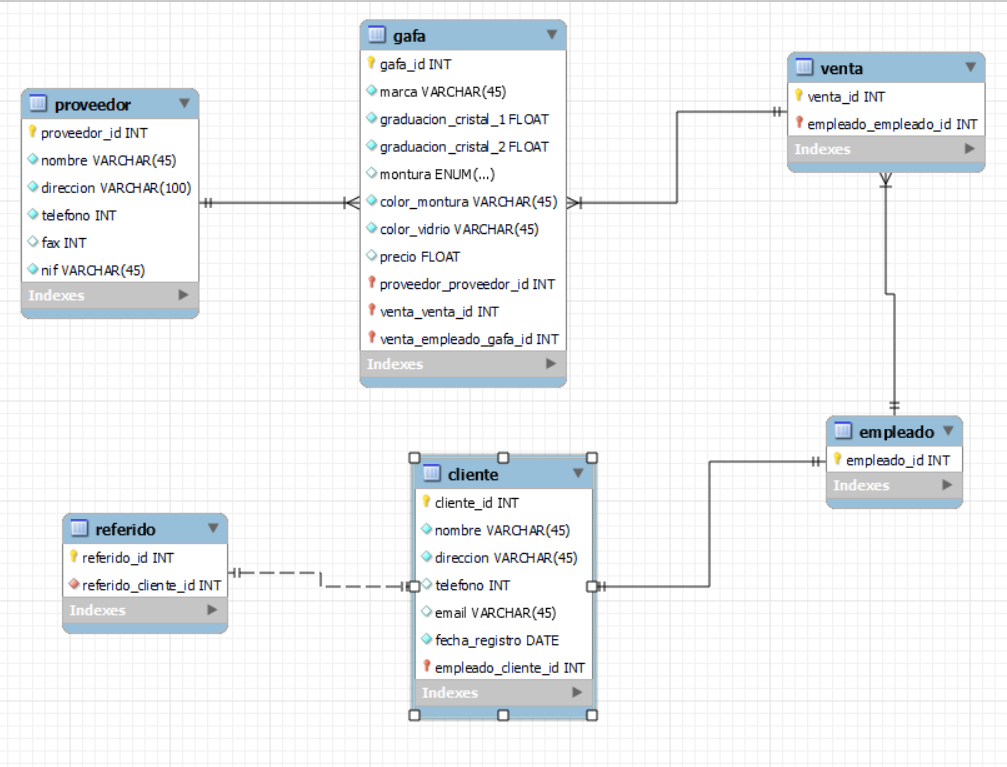 proveedor
proveedor_id INT
nombre VARCHAR(45)
direccion VARCHAR(100)
telefono INT
fax INT
nif VARCHAR(45)
Indexes
gafa
gafa_id INT
marca VARCHAR(45)
graduacion_cristal_1 FLOAT
graduacion_cristal_2 FLOAT
montura ENUM(...)
color_montura VARCHAR(45)
color_vidrio VARCHAR(45)
precio FLOAT
proveedor_proveedor_id INT
venta_venta_id INT
venta_empleado_gafa_id INT
Indexes
venta
venta_id INT
empleado_empleado_id INT
Indexes
empleado
empleado_id INT
Indexes
cliente
cliente_id INT
nombre VARCHAR(45)
direccion VARCHAR(45)
telefono INT
email VARCHAR(45)
fecha_registro DATE
empleado_cliente_id INT
Indexes
referido
referido_id INT
referido_cliente_id INT
Indexes